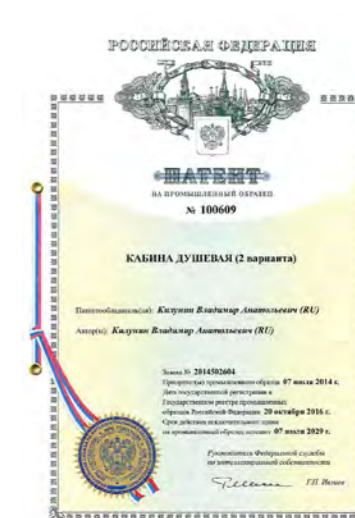 РОССИЙСКАЯ ФЕДЕРАЦИЯ
ПАТЕНТ
НА ПРОМЫШЛЕННЫЙ ОБРАЗЕЦ
№ 100609
КАБИНА ДУШЕВАЯ (2 варианта)
Патентообладатель(ли): Кизунин Владимир Анатольевич (RU)
Автор(ы): Кизунин Владимир Анатольевич (RU)
Заявка № 2014502604
Приоритет(ы) промышленного образца 07 июля 2014 г.
Дата государственной регистрации в
Государственном реестре промышленных
образцов Российской Федерации 20 октября 2016 г.
Срок действия исключительного права
на промышленный образец истекает 07 июля 2029 г.
Руководитель Федеральной службы
по интеллектуальной собственности
Г.П. Ивлиев